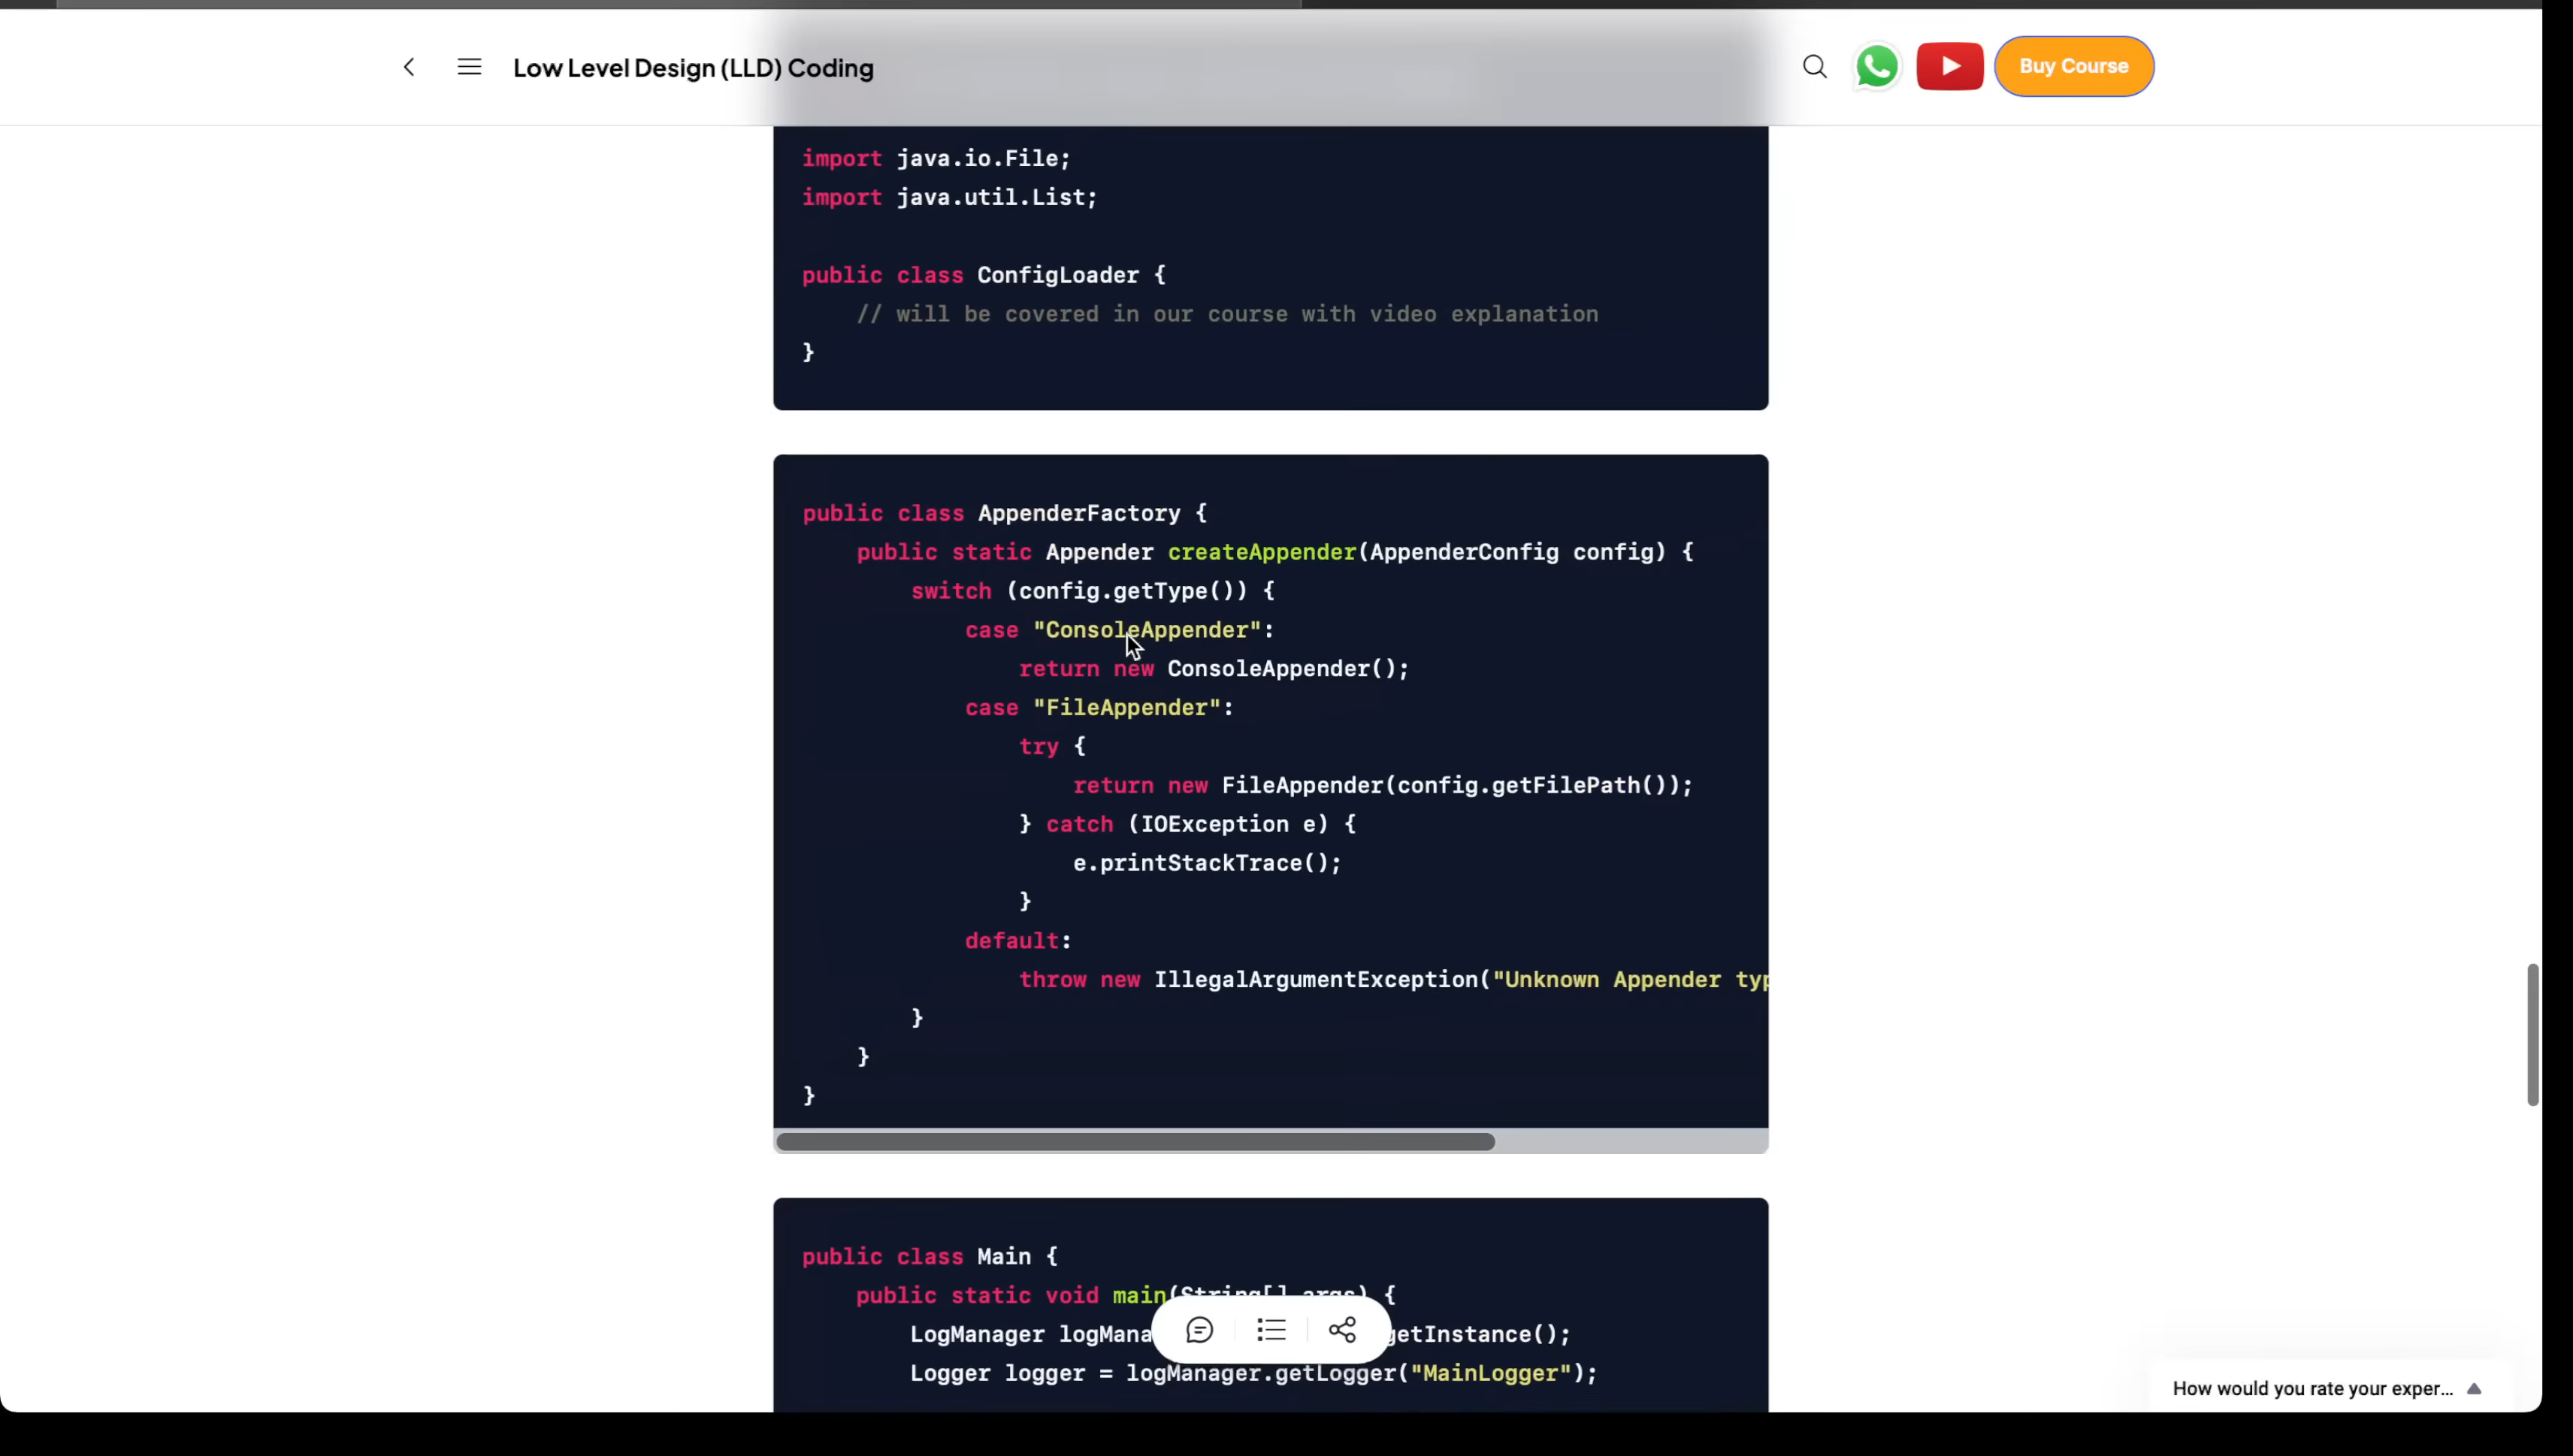 Low Level Design (LLD) Coding
Buy Course
import java.io.File;
import java.util.List;
public class ConfigLoader {
// will be covered in our course with video explanation
}
public class AppenderFactory {
public static Appender createAppender(AppenderConfig config) {
switch (config.getType()) {
case "ConsoleAppender":
return new ConsoleAppender();
case "FileAppender":
try {
return new FileAppender(config.getFilePath());
} catch (IOException e) {
e.printStackTrace();
}
default:
throw new IllegalArgumentException("Unknown Appender typ
}
}
}
public class Main {
public static void main(String[] args) {
LogManager logMana getInstance();
Logger logger = logManager.getLogger("MainLogger");
How would you rate your exper...